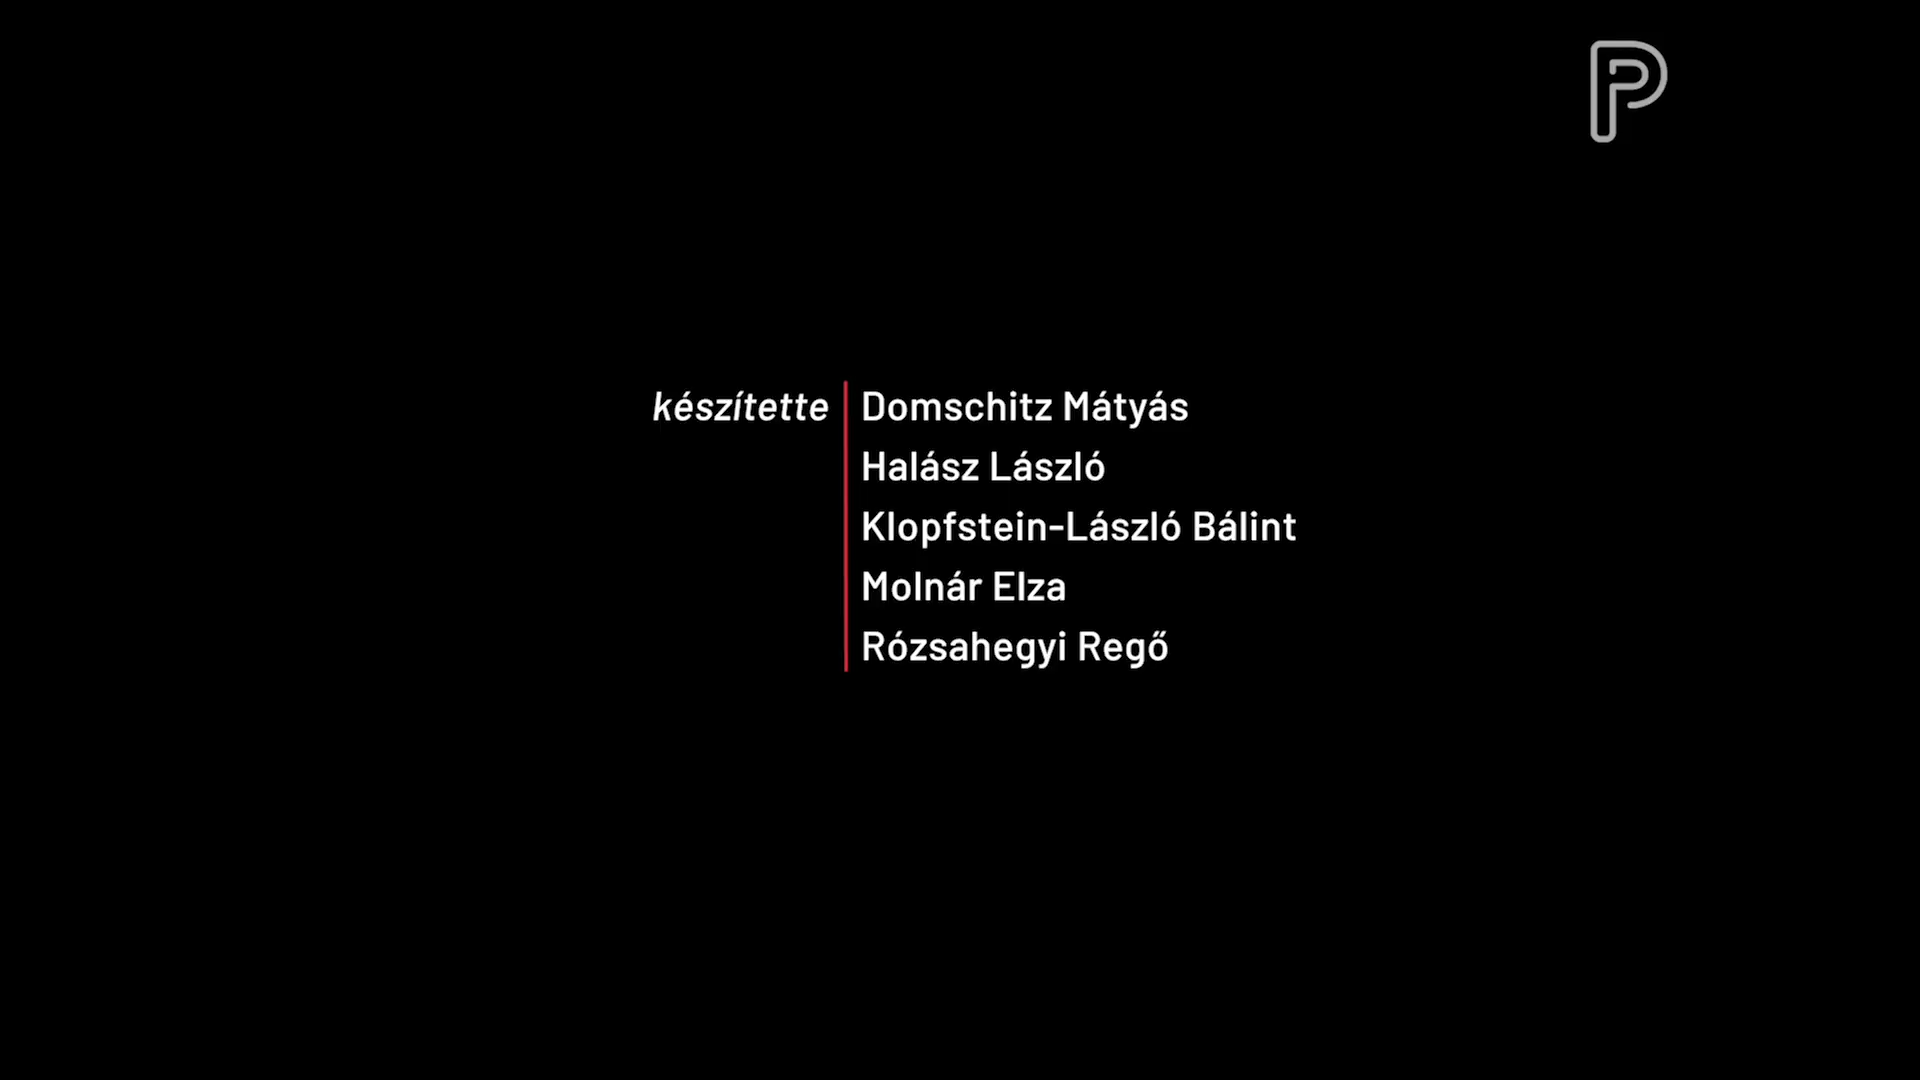 P
készítette Domschitz Mátyás
Halász László
Klopfstein-László Bálint
Molnár Elza
Rózsahegyi Regő